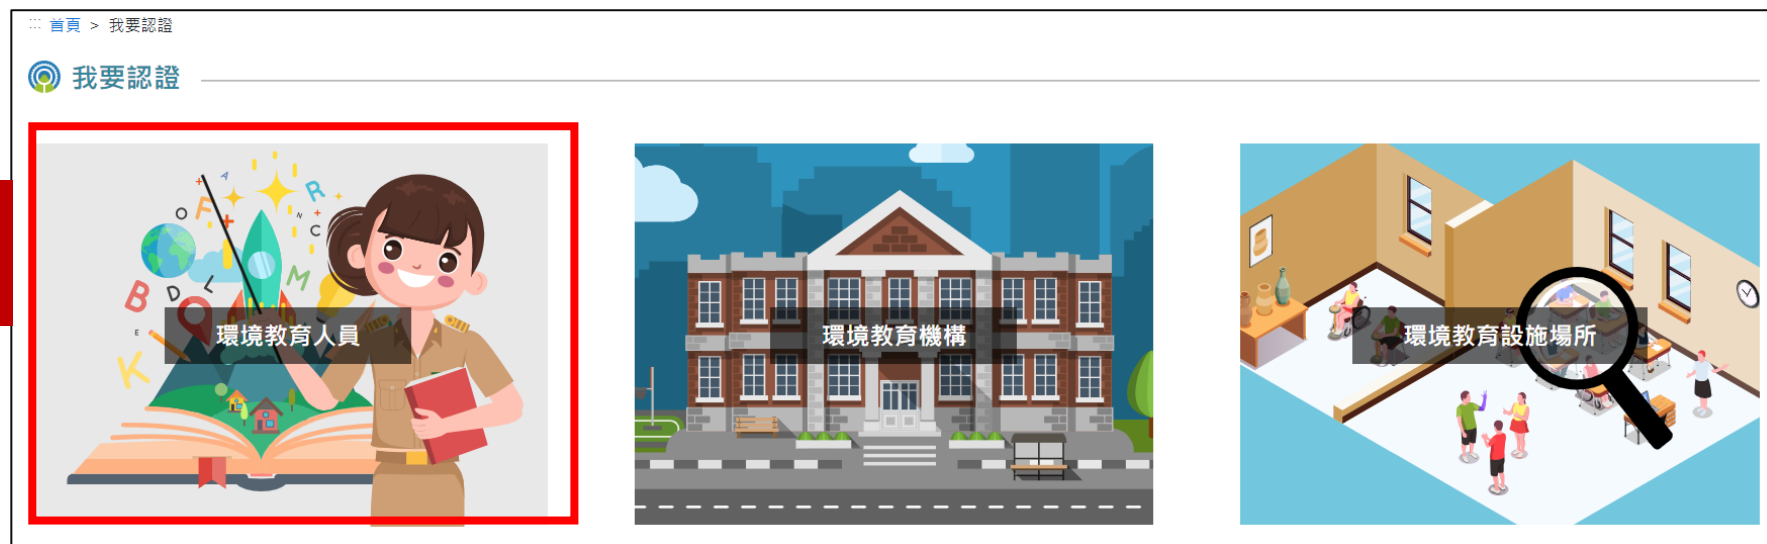 ::: 首頁 > 我要認證
我要認證
環境教育人員
環境教育機構
環境教育設施場所
A
R
O
F
N
C
M
B
D
L
E
K